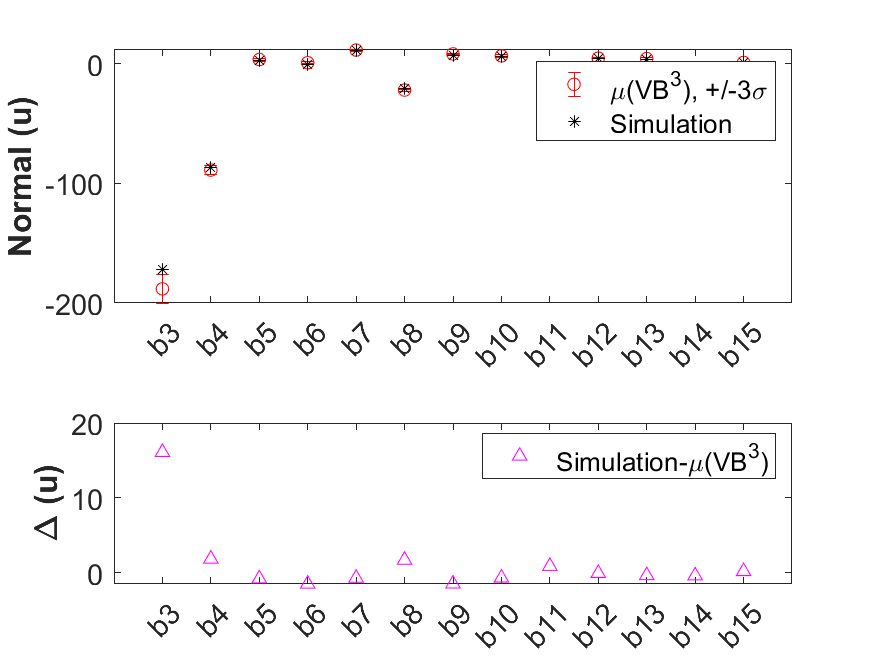 Normal (u)
0
-100
-200
μ(VB³), +/-3σ
Simulation
b3 b4 b5 b6 b7 b8 b9 b10 b11 b12 b13 b14 b15
Δ (u)
20
10
0
Simulation-μ(VB³)
b3 b4 b5 b6 b7 b8 b9 b10 b11 b12 b13 b14 b15